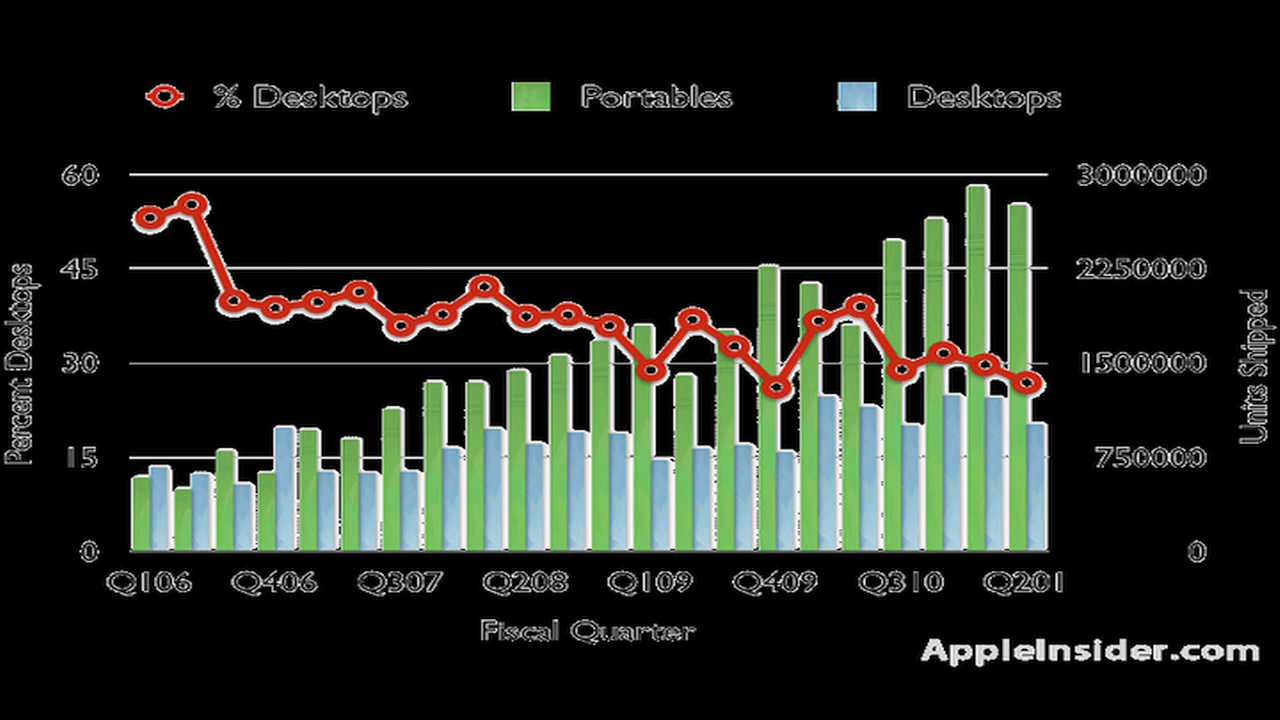 % Desktops Portables Desktops
60 3000000
45 2250000
30 1500000
15 750000
0 0
Percent Desktops
Units Shipped
Q106 Q406 Q307 Q208 Q109 Q409 Q310 Q201
Fiscal Quarter
AppleInsider.com